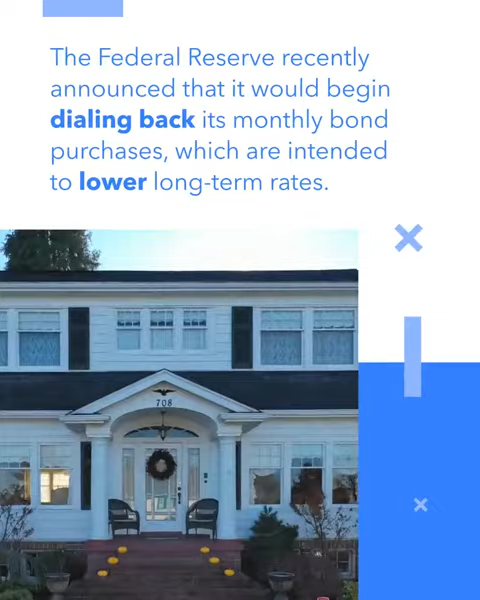 The Federal Reserve recently
announced that it would begin
dialing back its monthly bond
purchases, which are intended
to lower long-term rates.
708